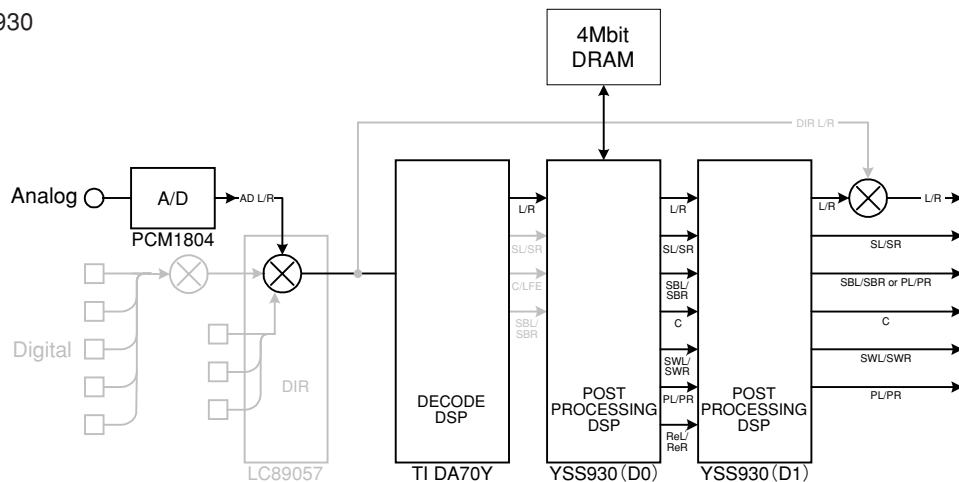 930
4Mbit
DRAM
DIR L/R
Analog
A/D
AD L/R
PCM1804
L/R
L/R
L/R
L/R
SL/SR
SL/SR
SL/SR
C/LFE
SBL/
SBR
SBL/SBR or PL/PR
SBL/
SBR
C
C
Digital
DIR
SWL/
SWR
SWL/SWR
PL/PR
PL/PR
DECODE
DSP
POST
PROCESSING
DSP
POST
PROCESSING
DSP
ReL/
ReR
LC89057
TI DA70Y
YSS930(D0)
YSS930(D1)